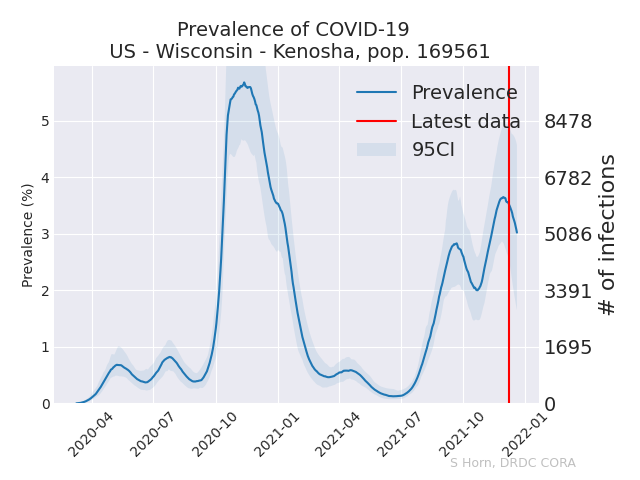 Prevalence of COVID-19
US - Wisconsin - Kenosha, pop. 169561
Prevalence
Latest data
95CI
Prevalence (%)
5
4
3
2
1
0
8478
6782
5086
3391
1695
0
# of infections
2020-04
2020-07
2020-10
2021-01
2021-04
2021-07
2021-10
2022-01
S Horn, DRDC CORA